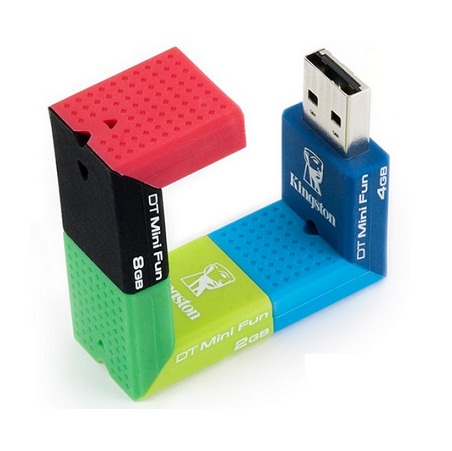 DT Mini Fun
8GB
Kingston
DT Mini Fun
2GB
Kingston
DT Mini Fun
4GB